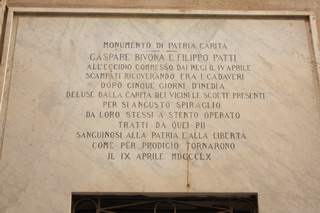 MONUMENTO DI PATRIA CARITÀ
GASPARE BIVONA E FILIPPO PATTI
ALL'ECCIDIO COMMESSO DAI REGI IL IV APRILE
SCAMPATI RICOVERANDO FRA I CADAVERI
DOPO CINQUE GIORNI D'INEDIA
DELUSE DALLA CARITÀ DEI VICINI LE SCOLTE PRESENTI
PER SÌ ANGUSTO SPIRAGLIO
DA LORO STESSI A STENTO OPERATO
TRATTI DA QUEI PII
SANGUINOSI ALLA PATRIA E ALLA LIBERTÀ
COME PER PRODIGIO TORNARONO
IL IX APRILE MDCCCLX